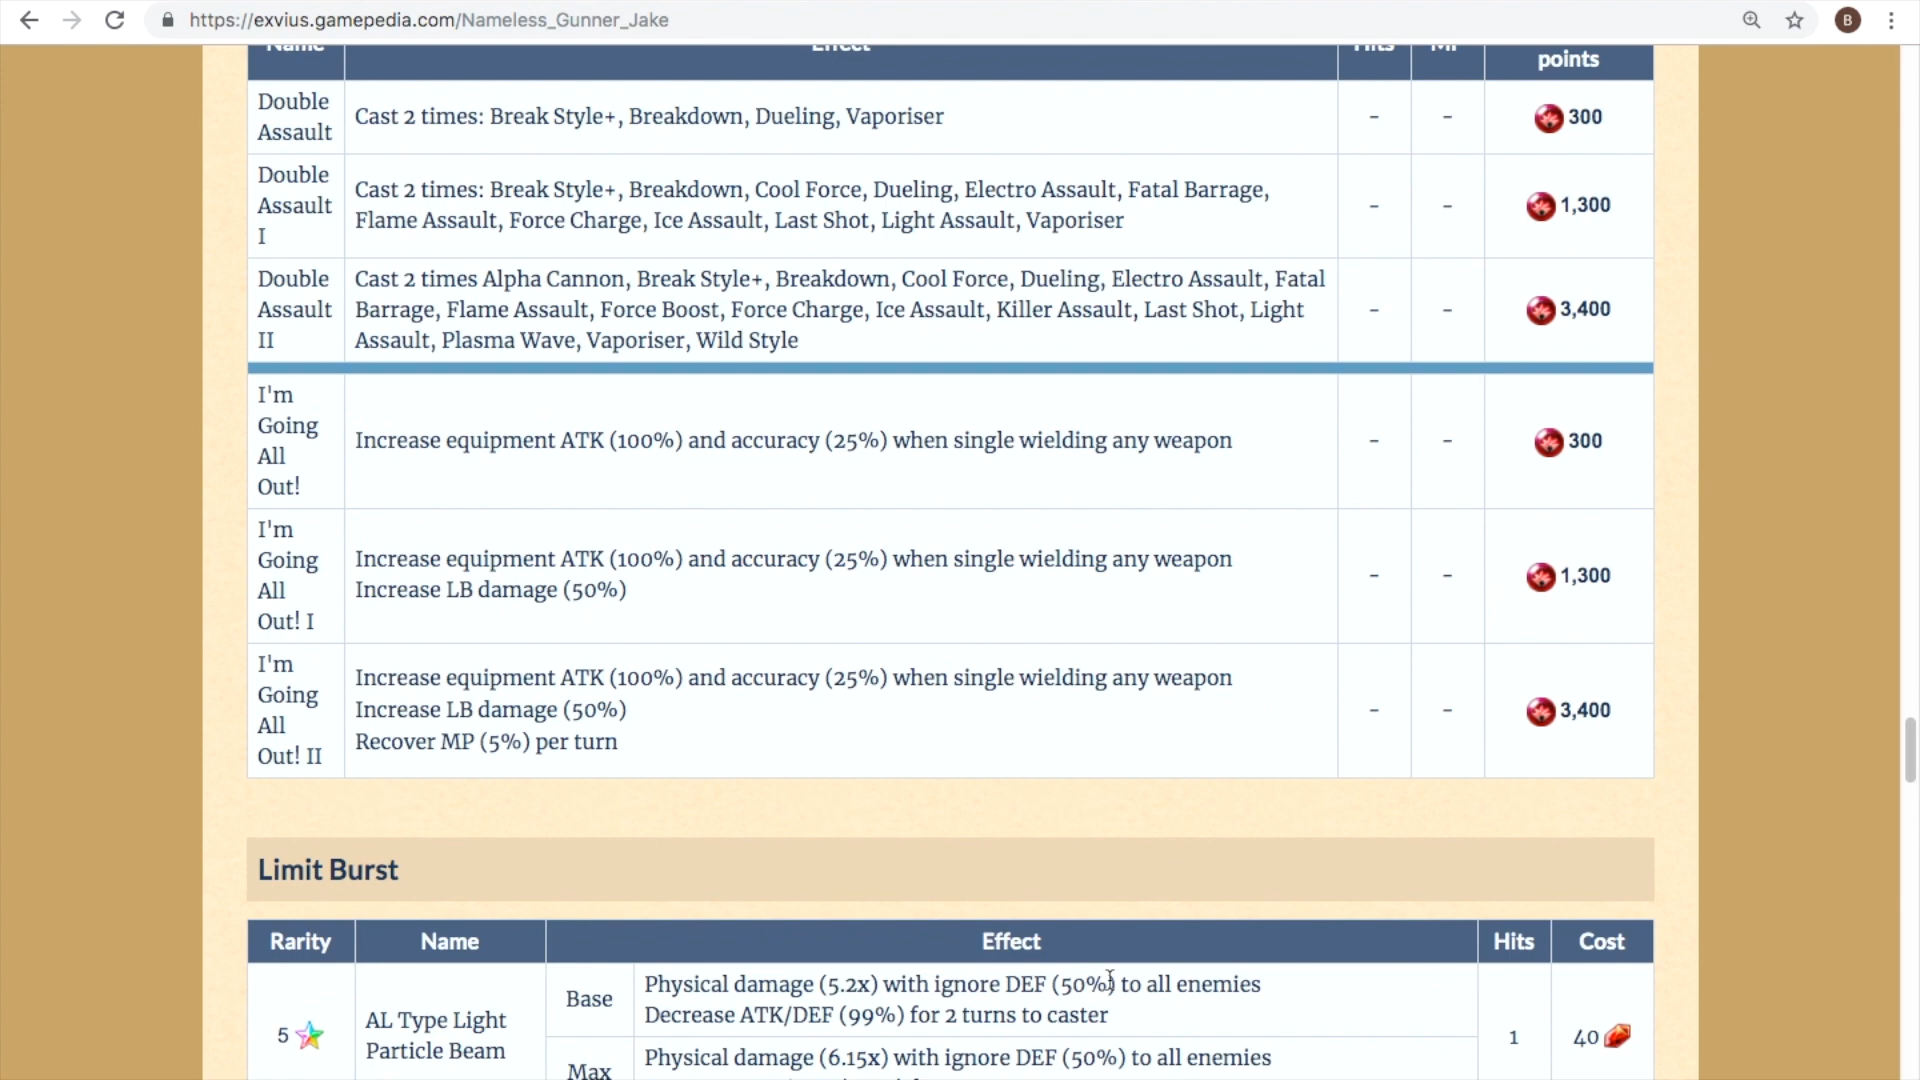 https://exvius.gamepedia.com/Nameless_Gunner_Jake
B
Name Effect Hits MP
points
Double
Assault
Cast 2 times: Break Style+, Breakdown, Dueling, Vaporiser
-
-
300
Double
Assault
I
Cast 2 times: Break Style+, Breakdown, Cool Force, Dueling, Electro Assault, Fatal Barrage,
Flame Assault, Force Charge, Ice Assault, Last Shot, Light Assault, Vaporiser
-
-
1,300
Double
Assault
II
Cast 2 times Alpha Cannon, Break Style+, Breakdown, Cool Force, Dueling, Electro Assault, Fatal
Barrage, Flame Assault, Force Boost, Force Charge, Ice Assault, Killer Assault, Last Shot, Light
Assault, Plasma Wave, Vaporiser, Wild Style
-
-
3,400
I'm
Going
All
Out!
Increase equipment ATK (100%) and accuracy (25%) when single wielding any weapon
-
-
300
I'm
Going
All
Out! I
Increase equipment ATK (100%) and accuracy (25%) when single wielding any weapon
Increase LB damage (50%)
-
-
1,300
I'm
Going
All
Out! II
Increase equipment ATK (100%) and accuracy (25%) when single wielding any weapon
Increase LB damage (50%)
Recover MP (5%) per turn
-
-
3,400
Limit Burst
Rarity Name Effect Hits Cost
5
AL Type Light
Particle Beam
Base
Physical damage (5.2x) with ignore DEF (50%) to all enemies
Decrease ATK/DEF (99%) for 2 turns to caster
Max
Physical damage (6.15x) with ignore DEF (50%) to all enemies
1
40